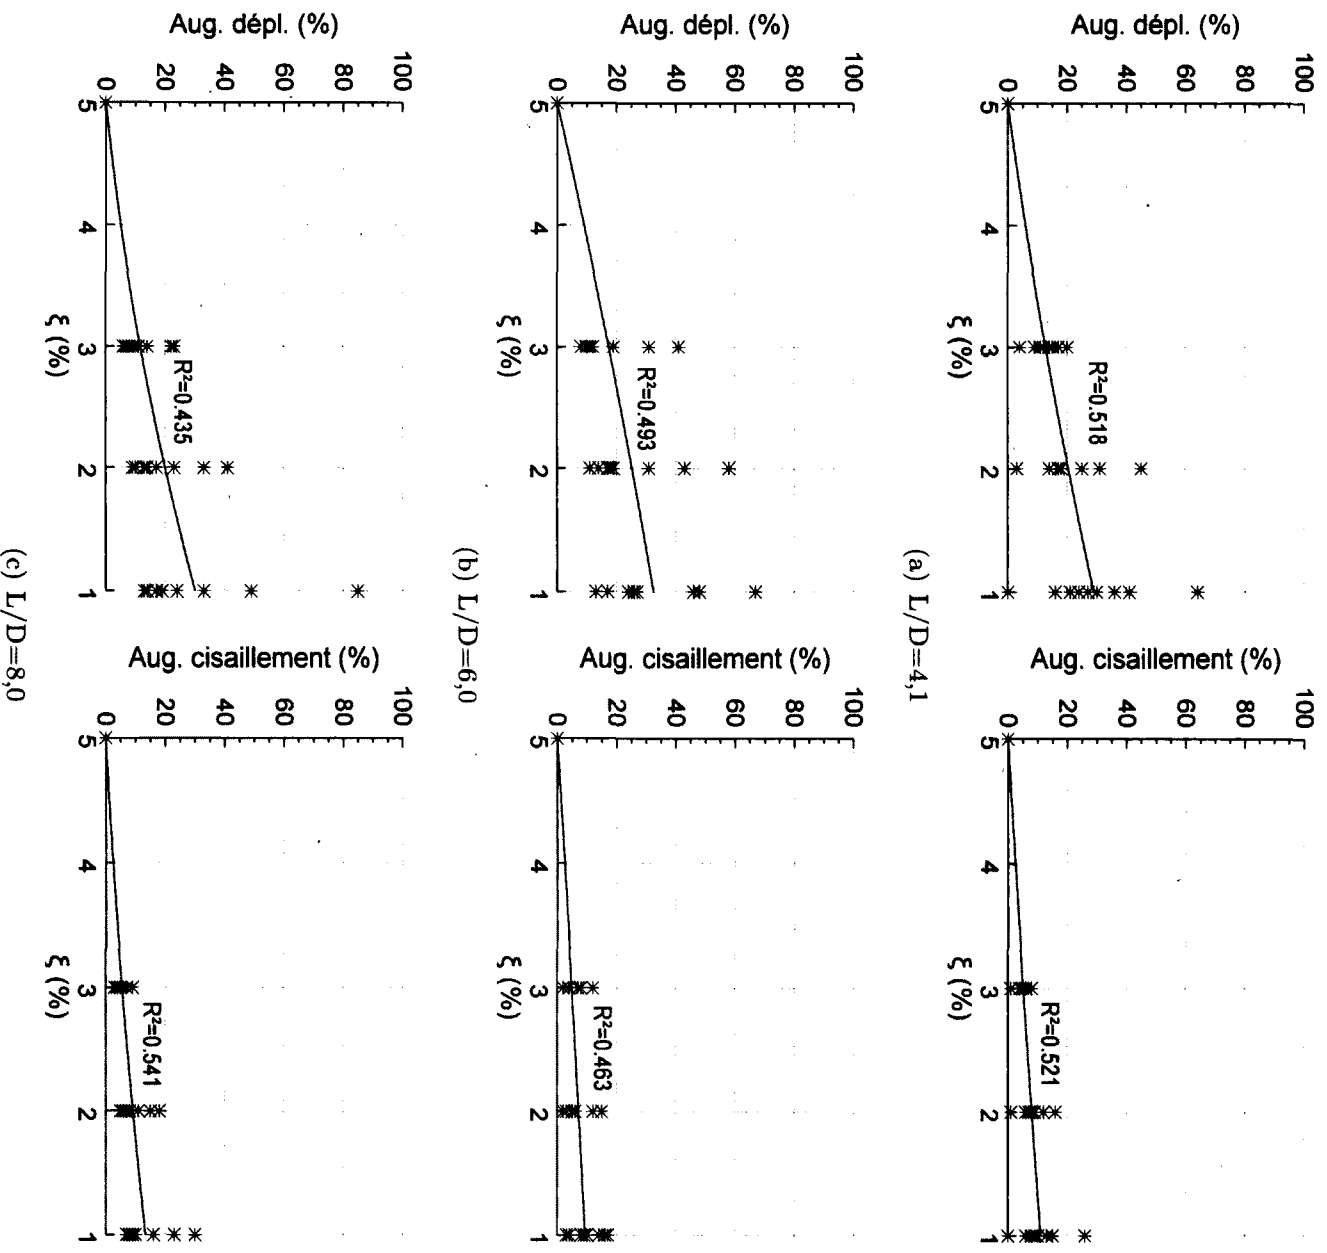 Aug. dépl. (%)
100
80
60
40
20
0
R²=0.518
5 4 3 2 1
ξ (%)
Aug. cisaillement (%)
100
80
60
40
20
0
R²=0.521
5 4 3 2 1
ξ (%)
(a) L/D=4,1
Aug. dépl. (%)
100
80
60
40
20
0
R²=0.493
5 4 3 2 1
ξ (%)
Aug. cisaillement (%)
100
80
60
40
20
0
R²=0.463
5 4 3 2 1
ξ (%)
(b) L/D=6,0
Aug. dépl. (%)
100
80
60
40
20
0
R²=0.435
5 4 3 2 1
ξ (%)
Aug. cisaillement (%)
100
80
60
40
20
0
R²=0.541
5 4 3 2 1
ξ (%)
(c) L/D=8,0